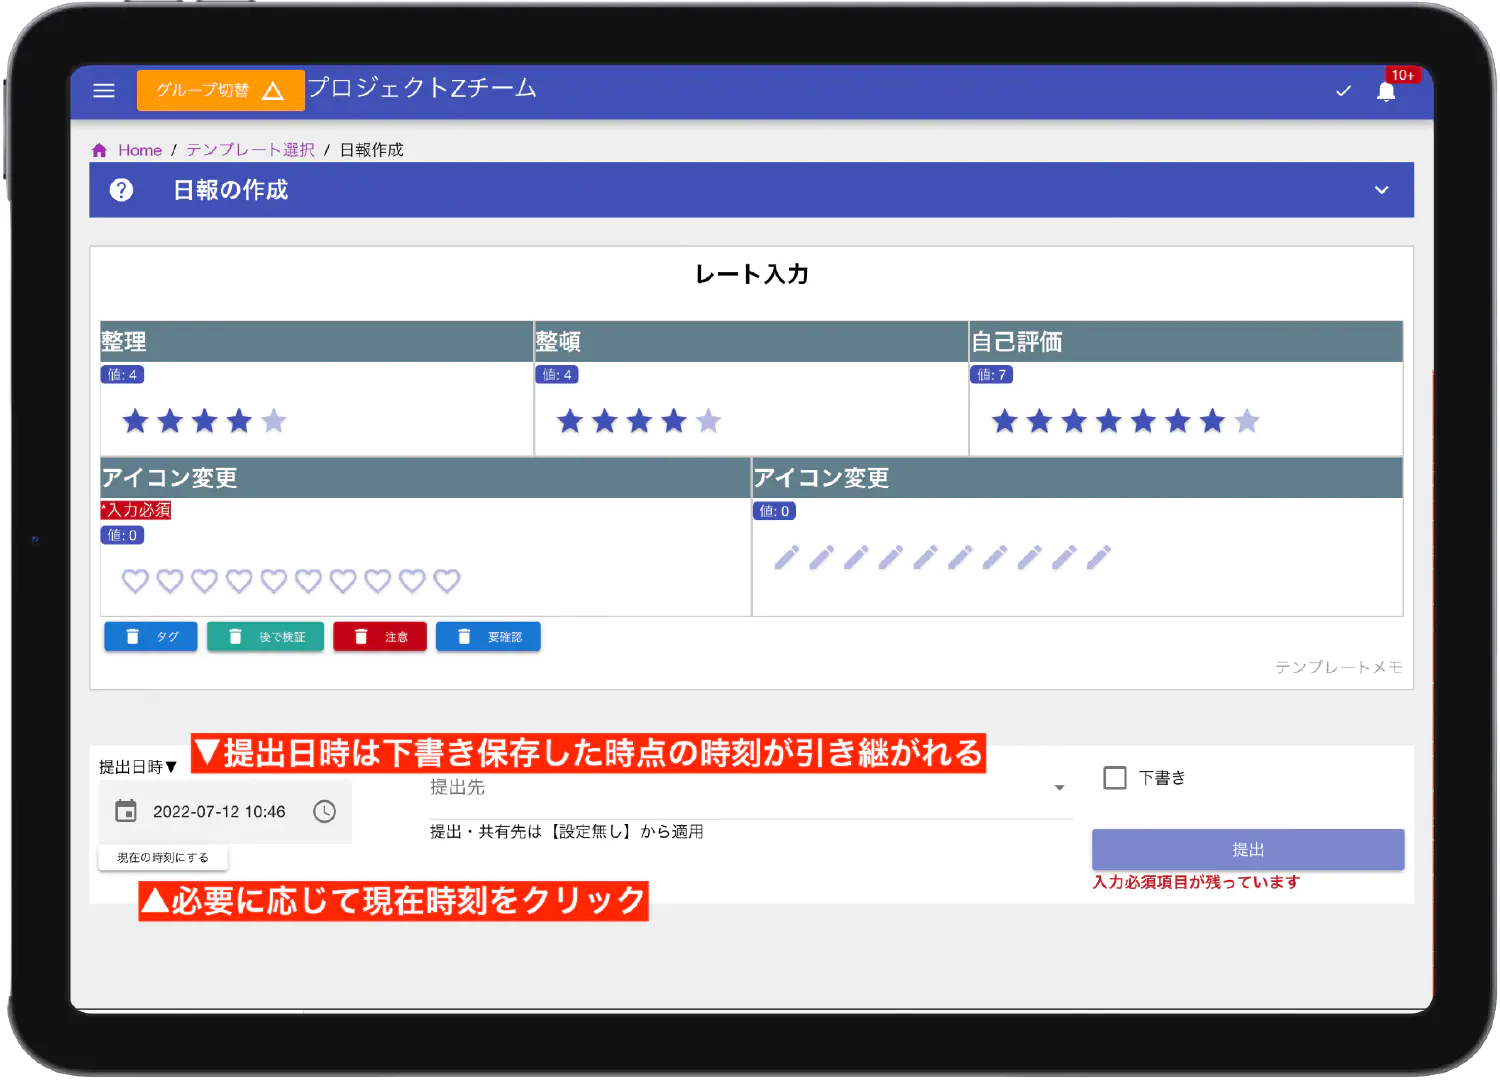 グループ切替 プロジェクトZチーム 10+
Home / テンプレート選択 / 日報作成
? 日報の作成
レート入力
整理 整頓 自己評価
値: 4 値: 4 値: 7
アイコン変更 アイコン変更
*入力必須
値: 0 値: 0
タグ 後で検証 注意 要確認
テンプレートメモ
▼提出日時は下書き保存した時点の時刻が引き継がれる
提出日時▼
提出先
下書き
2022-07-12 10:46
提出・共有先は【設定無し】から適用
提出
現在の時刻にする
入力必須項目が残っています
▲必要に応じて現在時刻をクリック